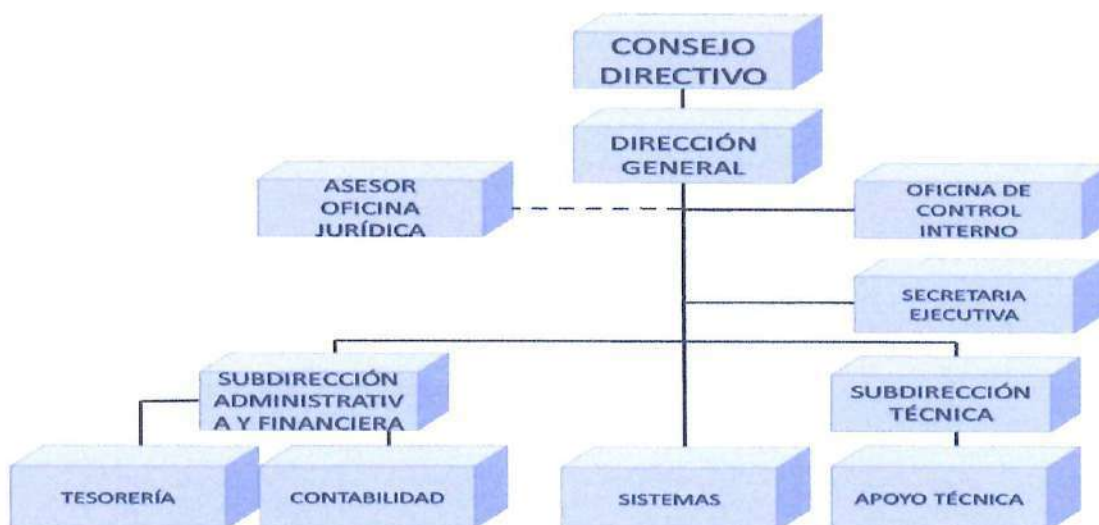 CONSEJO
DIRECTIVO
DIRECCIÓN
GENERAL
ASESOR
OFICINA
JURÍDICA
OFICINA DE
CONTROL
INTERNO
SECRETARIA
EJECUTIVA
SUBDIRECCIÓN
ADMINISTRATIV
A Y FINANCIERA
SUBDIRECCIÓN
TÉCNICA
TESORERÍA
CONTABILIDAD
SISTEMAS
APOYO TÉCNICA